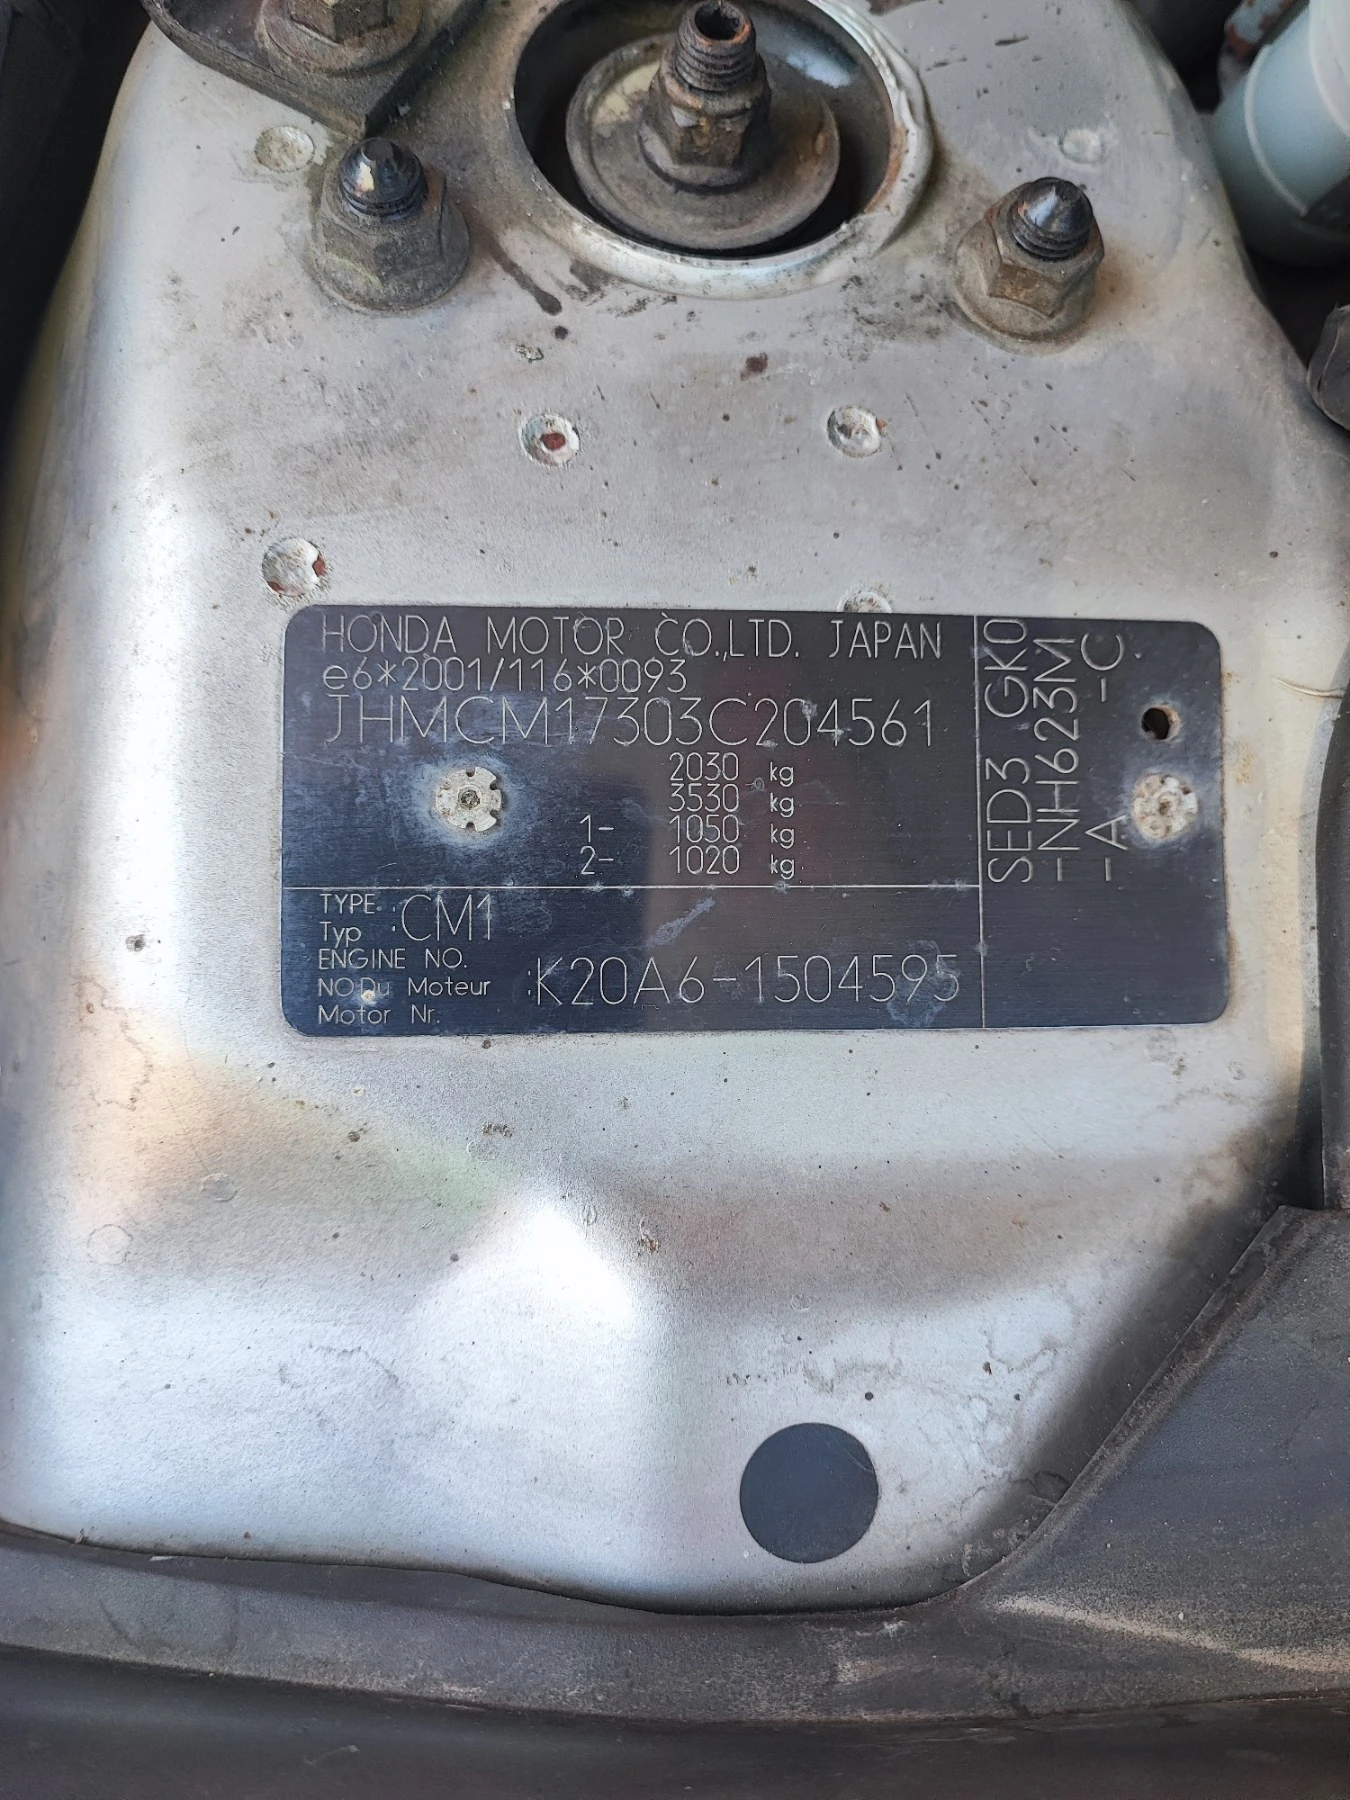 HONDA MOTOR CO.,LTD. JAPAN
e6*2001/116*0093
JHMCM17303C204561
2030 kg
3530 kg
1- 1050 kg
2- 1020 kg
TYPE
Typ :CM1
ENGINE NO.
NO Du Moteur :K20A6-1504595
Motor Nr.
SED3 GK0
-NH623M
-A -C